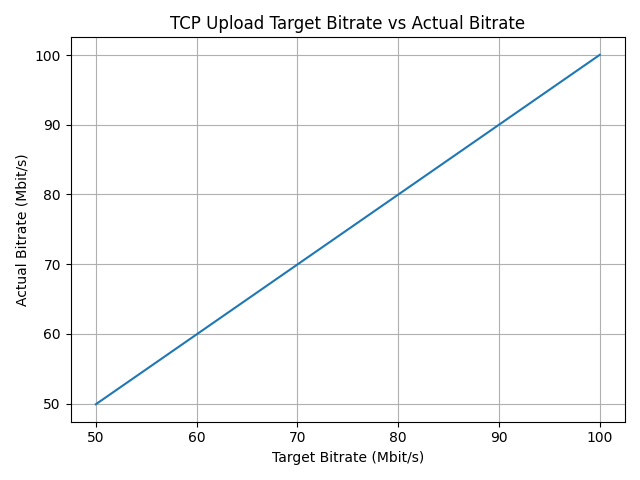 TCP Upload Target Bitrate vs Actual Bitrate
100
90
80
70
60
50
Actual Bitrate (Mbit/s)
50 60 70 80 90 100
Target Bitrate (Mbit/s)